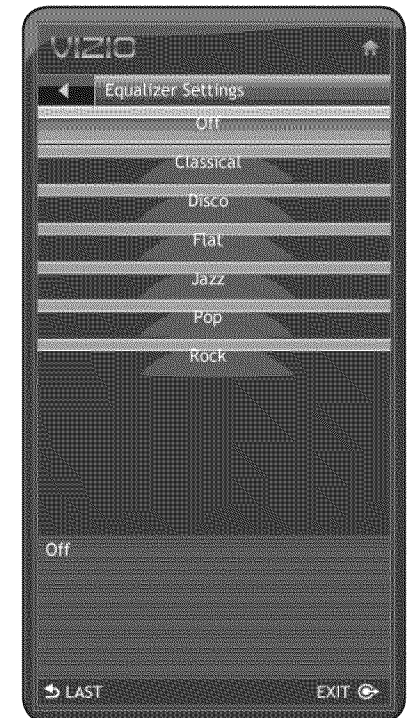 VIZIO
Equalizer Settings
Off
Classical
Disco
Flat
Jazz
Pop
Rock
Off
LAST EXIT